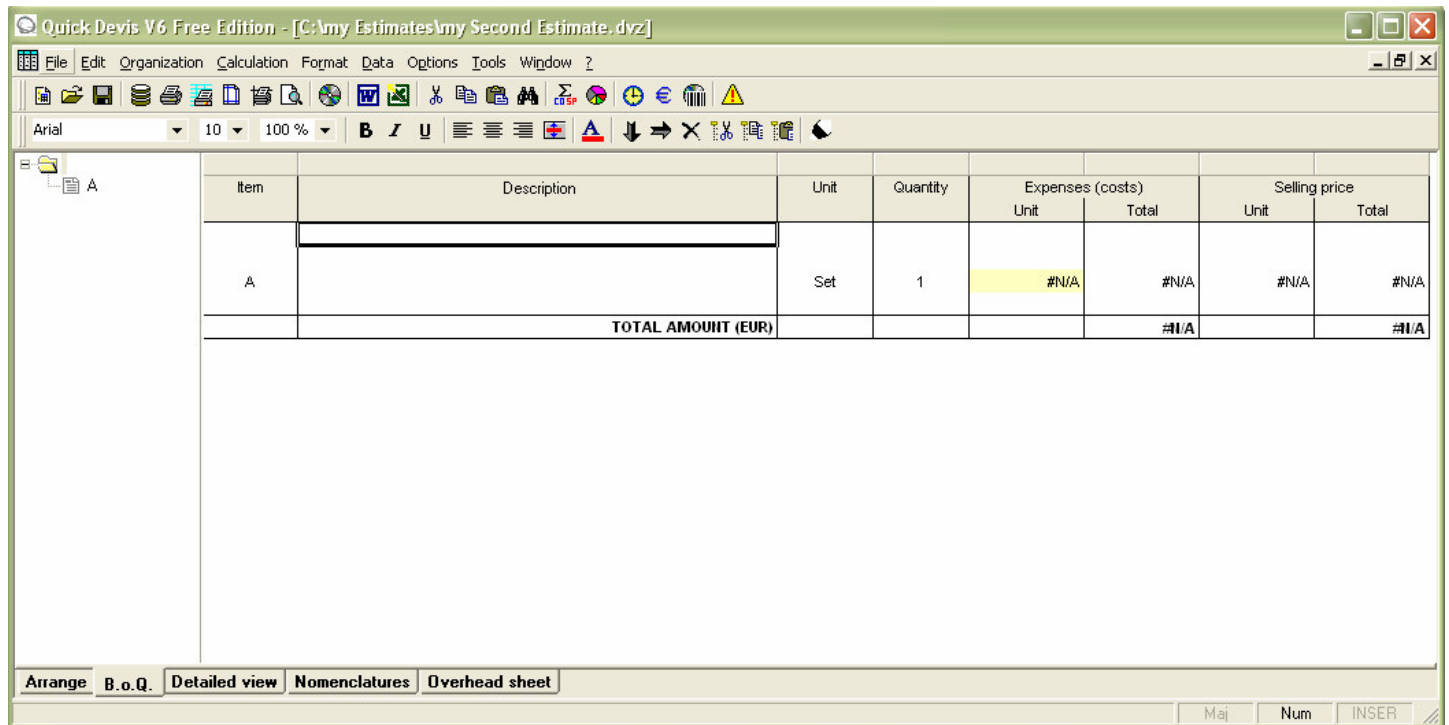 Quick Devis V6 Free Edition - [C:\my Estimates\my Second Estimate.dvz]
File Edit Organization Calculation Format Data Options Tools Window ?
Arial 10 100 % B I U A
A
Item Description Unit Quantity Expenses (costs) Selling price
Unit Total Unit Total
A Set 1 #N/A #N/A #N/A #N/A
TOTAL AMOUNT (EUR) #N/A #N/A
Arrange B.o.Q. Detailed view Nomenclatures Overhead sheet
Maj Num INSER